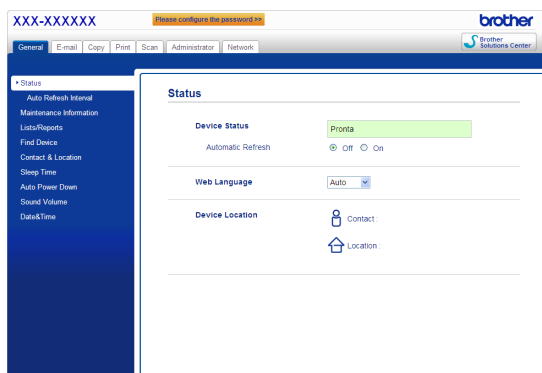 XXX-XXXXXX
Please configure the password >>
brother
General E-mail Copy Print Scan Administrator Network
Brother
Solutions Center
Status
Auto Refresh Interval
Maintenance Information
Lists/Reports
Find Device
Contact & Location
Sleep Time
Auto Power Down
Sound Volume
Date&Time
Status
Device Status Pronta
Automatic Refresh Off On
Web Language Auto
Device Location Contact :
Location :